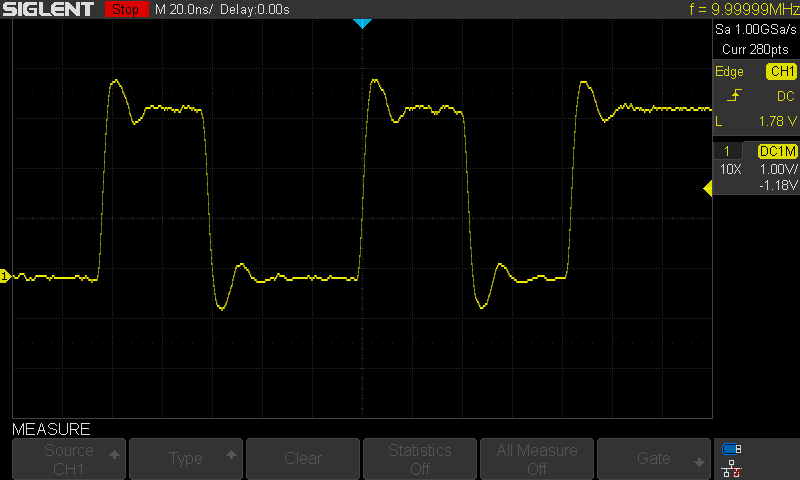 SIGLENT Stop M 20.0ns/ Delay:0.00s f = 9.99999MHz
Sa 1.00GSa/s
Curr 280pts
Edge CH1
DC
L 1.78 V
1 DC1M
10X 1.00V/
-1.18V
1
MEASURE
Source
CH1
Type
Clear
Statistics
Off
All Measure
Off
Gate